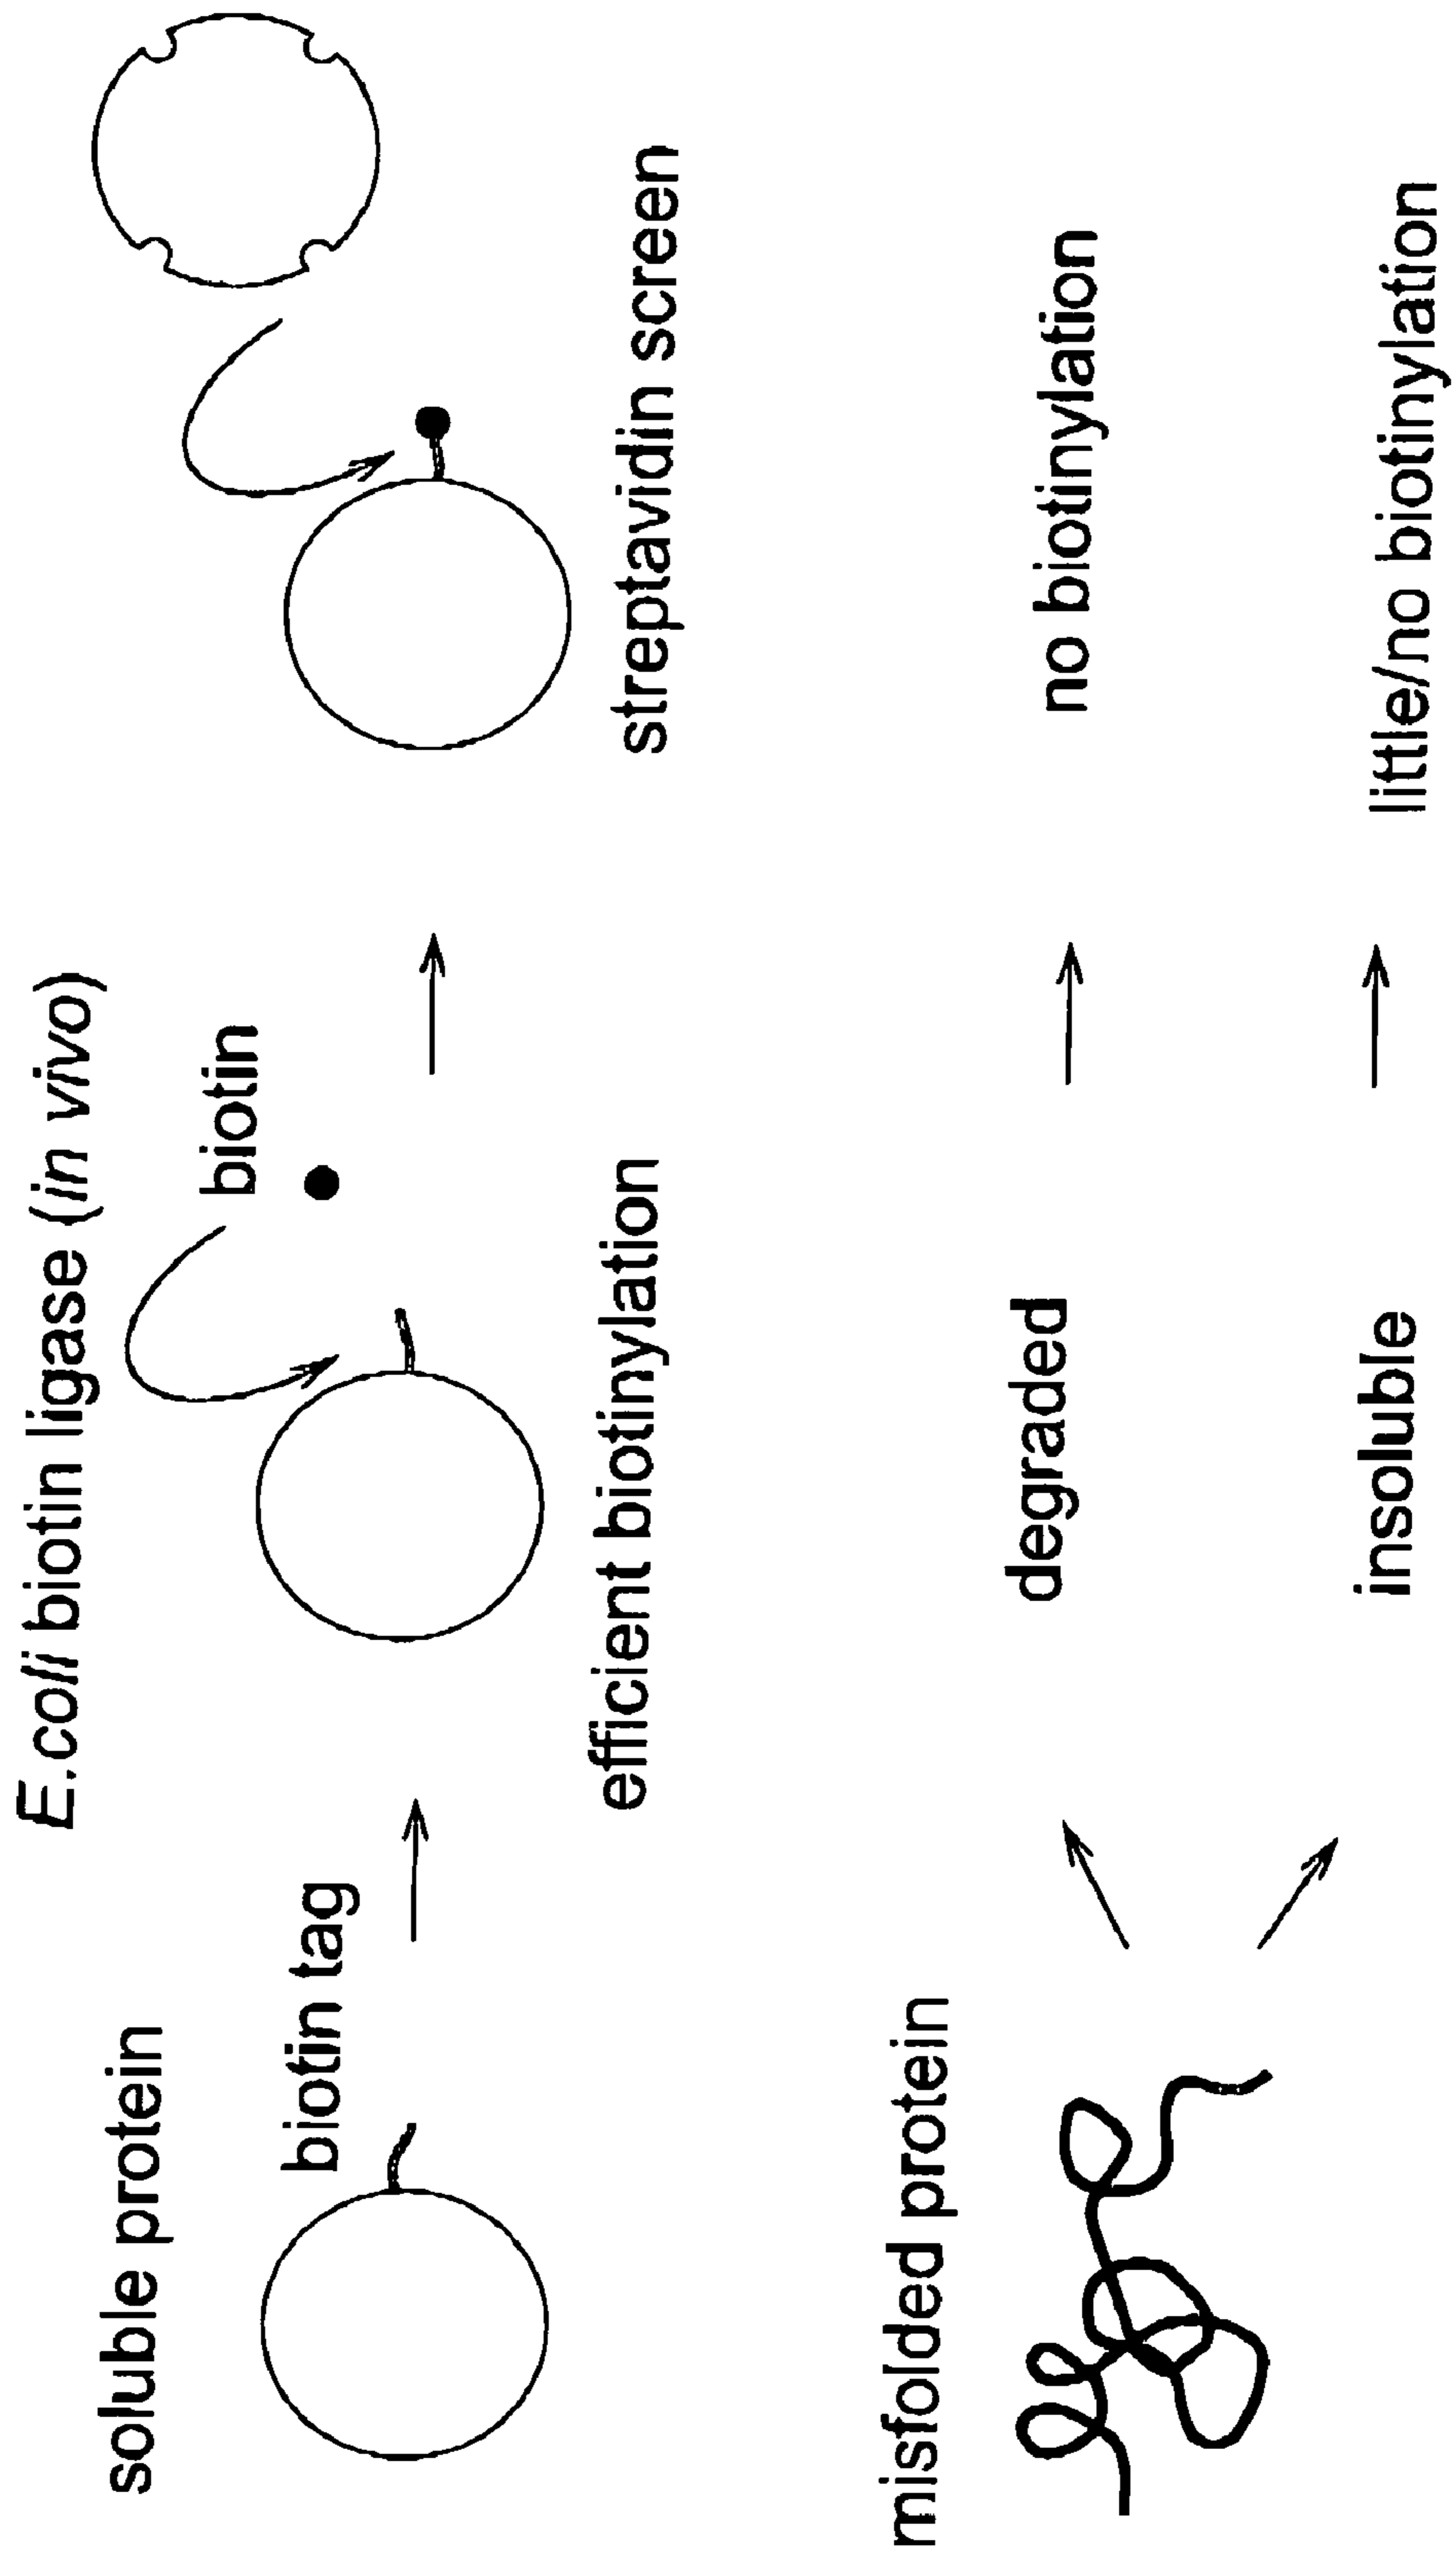 E.coli biotin ligase (in vivo)
soluble protein
biotin tag
biotin
efficient biotinylation
streptavidin screen
misfolded protein
degraded
no biotinylation
insoluble
little/no biotinylation